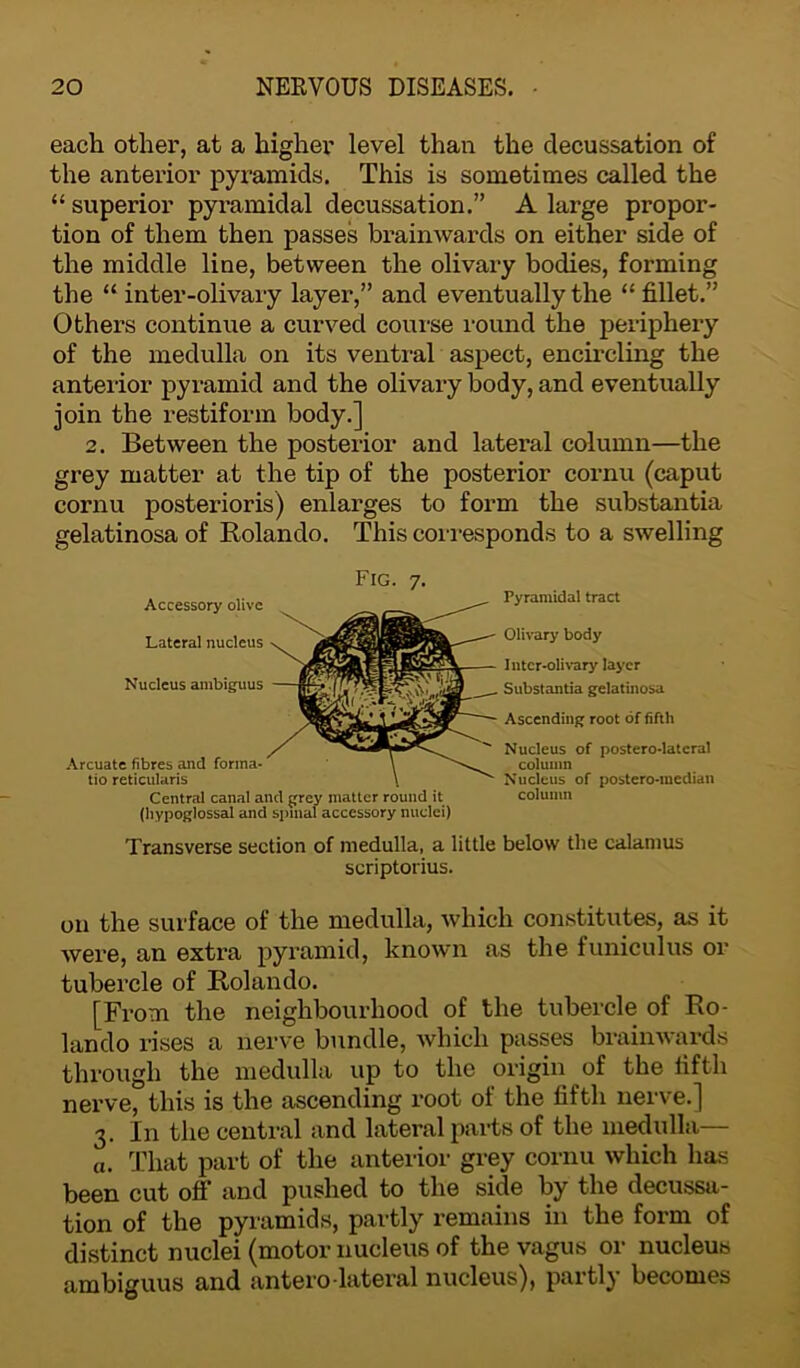 20 NERVOUS DISEASES.
each other, at a higher level than the decussation of
the anterior pyramids. This is sometimes called the
“superior pyramidal decussation.” A large propor-
tion of them then passes brainwards on either side of
the middle line, between the olivary bodies, forming
the “ inter-olivary layer,” and eventually the “ fillet.”
Others continue a curved course round the periphery
of the medulla on its ventral aspect, encircling the
anterior pyramid and the olivary body, and eventually
join the restiform body.]
2. Between the posterior and lateral column—the
grey matter at the tip of the posterior cornu (caput
cornu posterioris) enlarges to form the substantia
gelatinosa of Rolando. This corresponds to a swelling
FIG. 7.
Accessory olive
Lateral nucleus
Nucleus ambiguus
Arcuate fibres and forma-
tio reticularis
Central canal and grey matter round it
(hypoglossal and spinal accessory nuclei)
Pyramidal tract
Olivary body
Inter-olivary layer
Substantia gelatinosa
Ascending root of fifth
Nucleus of postero-lateral
column
Nucleus of postero-median
column
Transverse section of medulla, a little below the calamus
scriptorius.
on the surface of the medulla, which constitutes, as it
were, an extra pyramid, known as the funiculus or
tubercle of Rolando.
[From the neighbourhood of the tubercle of Ro-
lando rises a nerve bundle, which passes brainwards
through the medulla up to the origin of the fifth
nerve, this is the ascending root of the fifth nerve.]
3. In the central and lateral parts of the medulla—
a. That part of the anterior grey cornu which has
been cut off and pushed to the side by the decussa-
tion of the pyramids, partly remains in the form of
distinct nuclei (motor nucleus of the vagus or nucleus
ambiguus and antero-lateral nucleus), partly becomes